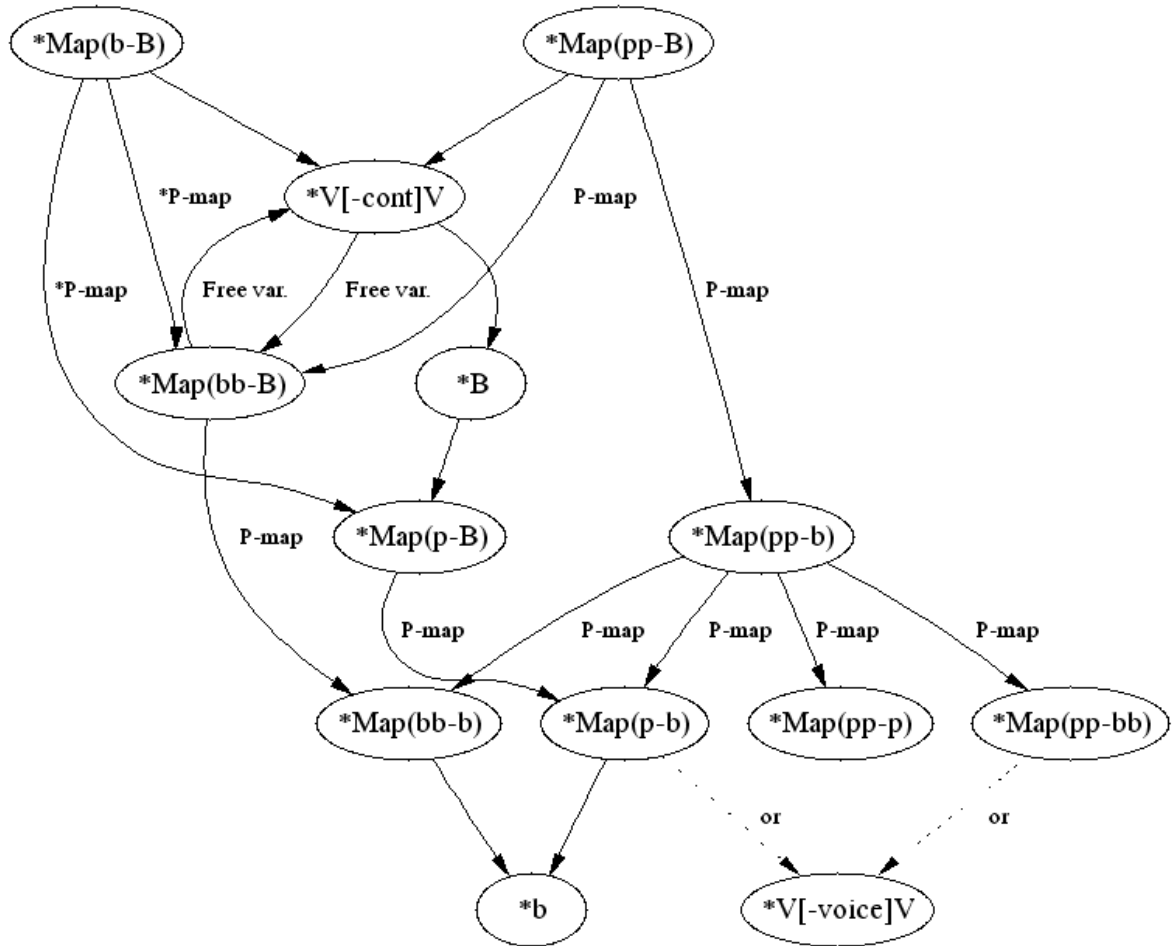 *Map(b-B)
*Map(pp-B)
*P-map
*V[-cont]V
P-map
*P-map
Free var.
Free var.
P-map
*Map(bb-B)
*B
*Map(p-B)
*Map(pp-b)
P-map
P-map
P-map
P-map
P-map
P-map
*Map(bb-b)
*Map(p-b)
*Map(pp-p)
*Map(pp-bb)
or
or
*b
*V[-voice]V